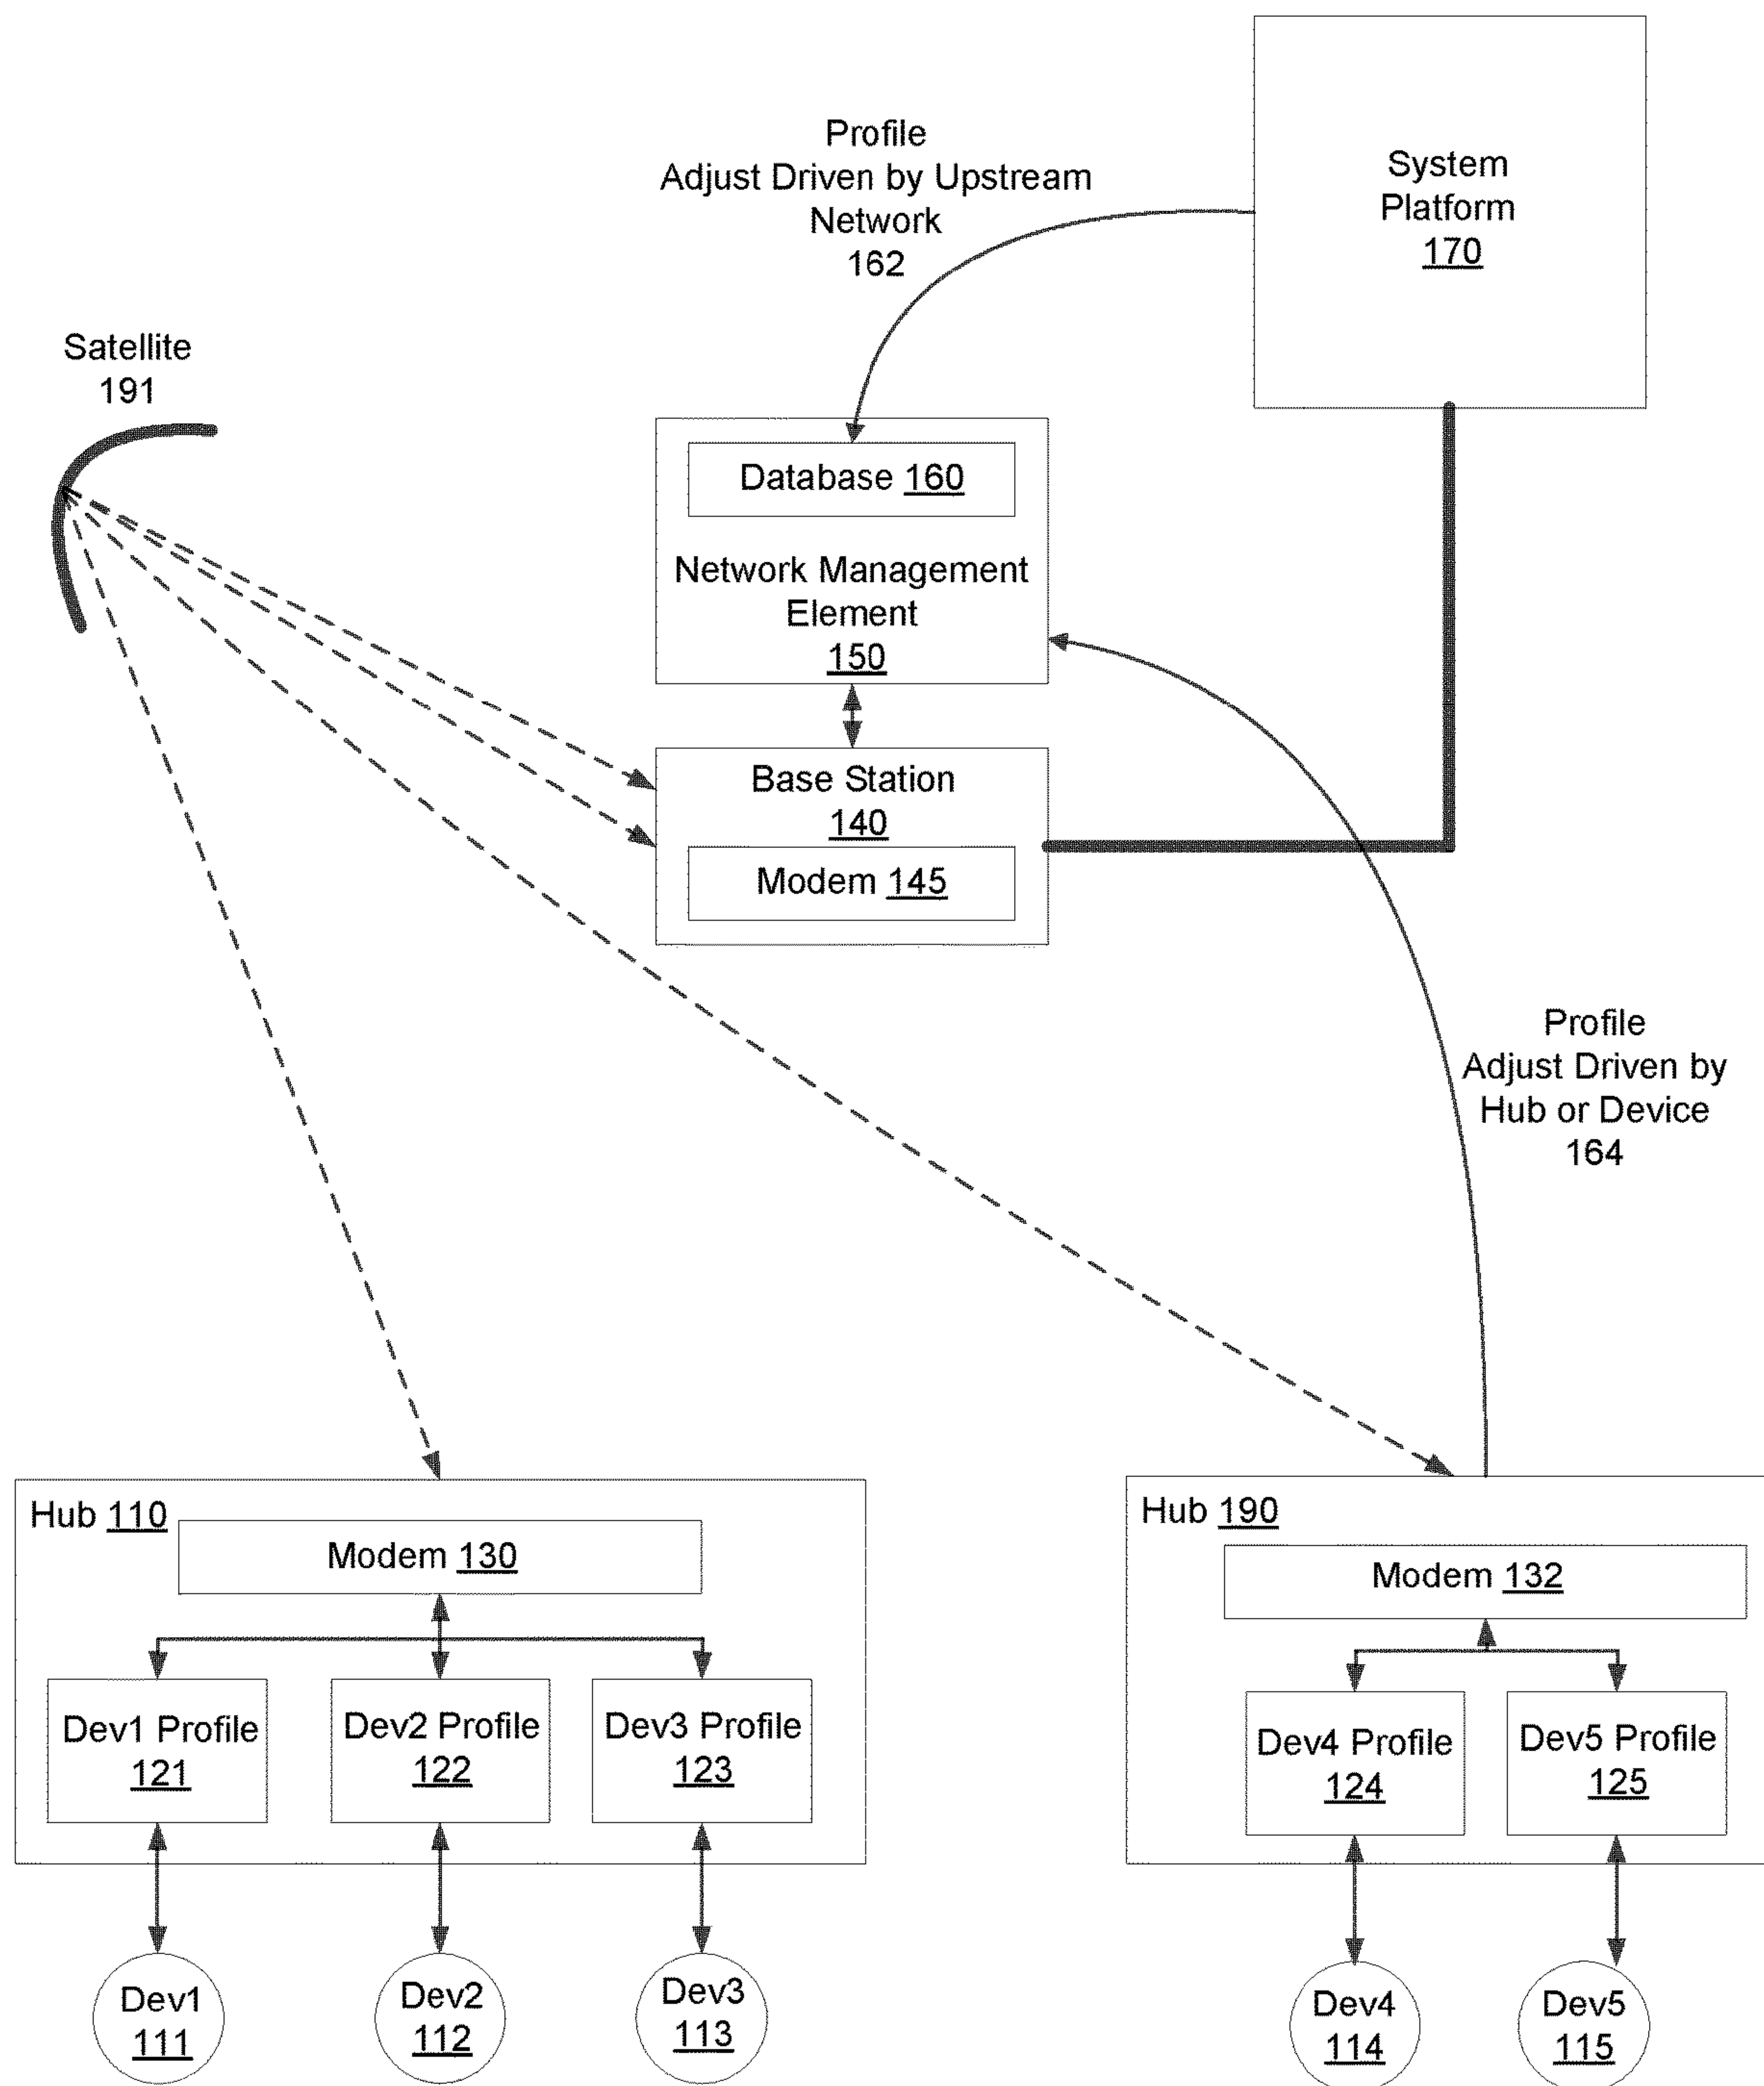 System
Platform
170
Profile
Adjust Driven by Upstream
Network
162
Satellite
191
Database 160
Network Management
Element
150
Base Station
140
Modem 145
Profile
Adjust Driven by
Hub or Device
164
Hub 110
Modem 130
Dev1 Profile
121
Dev2 Profile
122
Dev3 Profile
123
Dev1
111
Dev2
112
Dev3
113
Hub 190
Modem 132
Dev4 Profile
124
Dev5 Profile
125
Dev4
114
Dev5
115